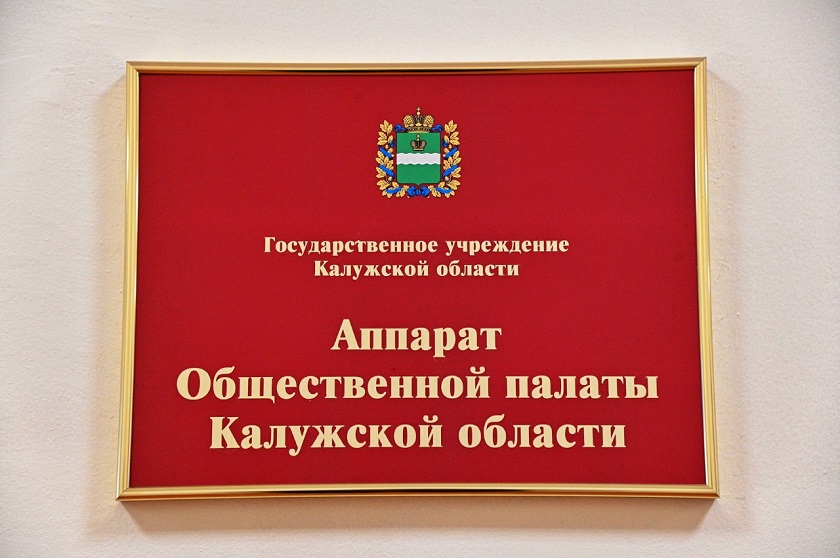 Государственное учреждение
Калужской области
Аппарат
Общественной палаты
Калужской области